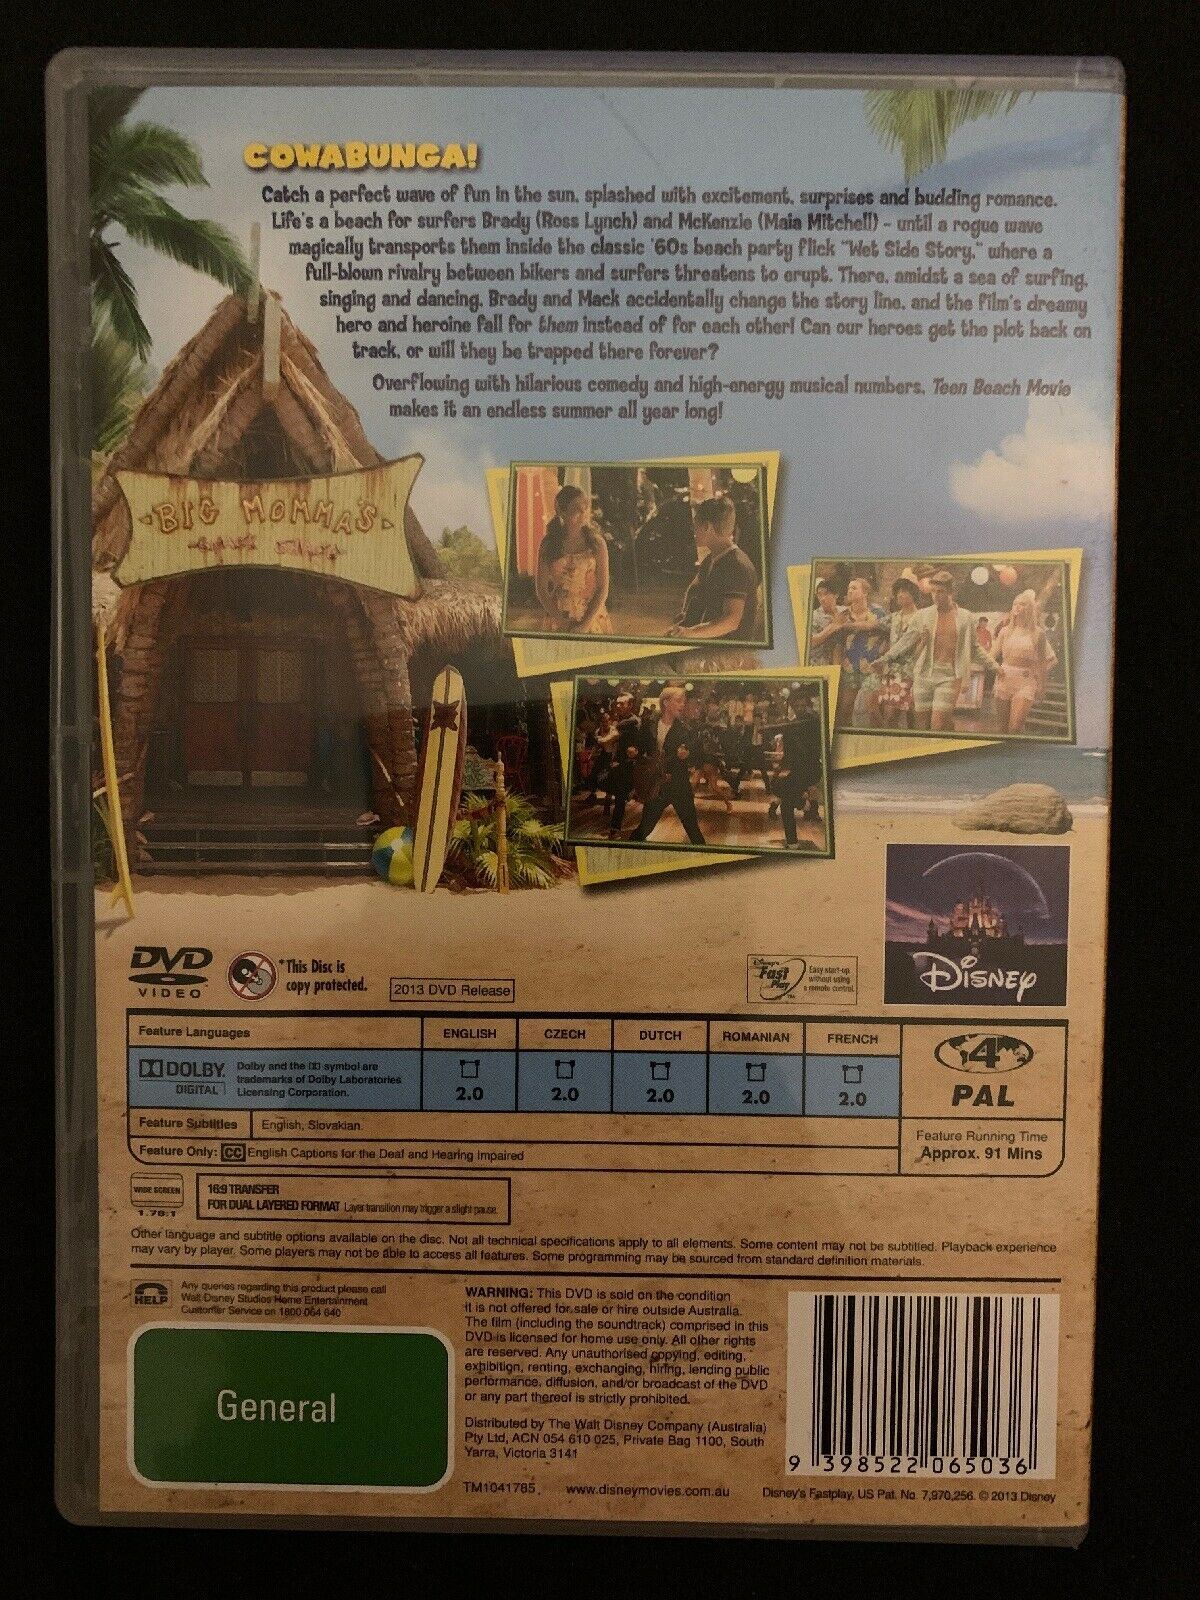 COWABUNGA!
Catch a perfect wave of fun in the sun, splashed with excitement, surprises and budding romance.
Life's a beach for surfers Brady (Ross Lynch) and McKenzie (Maia Mitchell) - until a rogue wave
magically transports them inside the classic '60s beach party flick "Wet Side Story," where a
full-blown rivalry between bikers and surfers threatens to erupt. There, amidst a sea of surfing,
singing and dancing, Brady and Mack accidentally change the story line, and the film's dreamy
hero and heroine fall for them instead of for each other! Can our heroes get the plot back on
track, or will they be trapped there forever?
Overflowing with hilarious comedy and high-energy musical numbers, Teen Beach Movie
makes it an endless summer all year long!
BIG MOMMA'S
DISNEY
DVD
VIDEO
*This Disc is
copy protected.
2013 DVD Release
Disney's
Fast
Play
TM
Easy start-up
without using
a remote control.
Feature Languages
ENGLISH
CZECH
DUTCH
ROMANIAN
FRENCH
DOLBY
DIGITAL
Dolby and the DD symbol are
trademarks of Dolby Laboratories
Licensing Corporation.
2.0
2.0
2.0
2.0
2.0
4
PAL
Feature Subtitles
English, Slovakian.
Feature Only: CC English Captions for the Deaf and Hearing Impaired
Feature Running Time
Approx. 91 Mins
WIDE SCREEN
1.78:1
16:9 TRANSFER
FOR DUAL LAYERED FORMAT Layer transition may trigger a slight pause.
Other language and subtitle options available on the disc. Not all technical specifications apply to all elements. Some content may not be subtitled. Playback experience
may vary by player. Some players may not be able to access all features. Some programming may be sourced from standard definition materials.
HELP
Any queries regarding this product please call
Walt Disney Studios Home Entertainment
Customer Service on 1800 064 640
General
WARNING: This DVD is sold on the condition
it is not offered for sale or hire outside Australia.
The film (including the soundtrack) comprised in this
DVD is licensed for home use only. All other rights
are reserved. Any unauthorised copying, editing,
exhibition, renting, exchanging, hiring, lending public
performance, diffusion, and/or broadcast of the DVD
or any part thereof is strictly prohibited.
Distributed by The Walt Disney Company (Australia)
Pty Ltd, ACN 054 610 025, Private Bag 1100, South
Yarra, Victoria 3141
TM1041785
www.disneymovies.com.au
9 398522 065036
Disney's Fastplay, US Pat. No. 7,970,256. © 2013 Disney